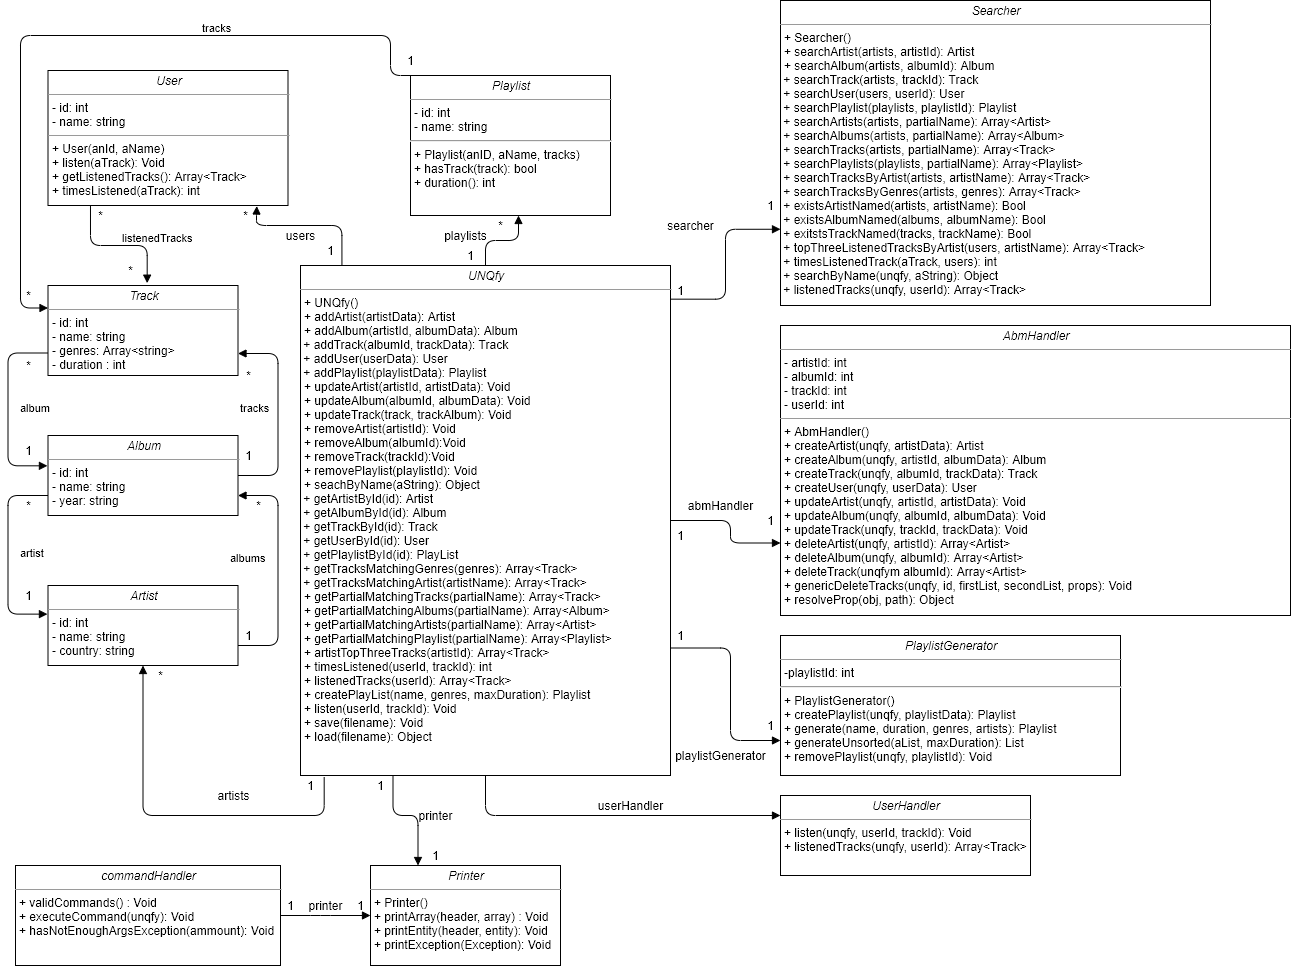 tracks
1
*
User
- id: int
- name: string
+ User(anId, aName)
+ listen(aTrack): Void
+ getListenedTracks(): Array<Track>
+ timesListened(aTrack): int
*
listenedTracks
*
*
users
1
Playlist
- id: int
- name: string
+ Playlist(anID, aName, tracks)
+ hasTrack(track): bool
+ duration(): int
*
playlists
1
Searcher
+ Searcher()
+ searchArtist(artists, artistId): Artist
+ searchAlbum(artists, albumId): Album
+ searchTrack(artists, trackId): Track
+ searchUser(users, userId): User
+ searchPlaylist(playlists, playlistId): Playlist
+ searchArtists(artists, partialName): Array<Artist>
+ searchAlbums(artists, partialName): Array<Album>
+ searchTracks(artists, partialName): Array<Track>
+ searchPlaylists(playlists, partialName): Array<Playlist>
+ searchTracksByArtist(artists, artistName): Array<Track>
+ searchTracksByGenres(artists, genres): Array<Track>
+ existsArtistNamed(artists, artistName): Bool
+ existsAlbumNamed(albums, albumName): Bool
+ exitstsTrackNamed(tracks, trackName): Bool
+ topThreeListenedTracksByArtist(users, artistName): Array<Track>
+ timesListenedTrack(aTrack, users): int
+ searchByName(unqfy, aString): Object
+ listenedTracks(unqfy, userId): Array<Track>
1
searcher
1
Track
- id: int
- name: string
- genres: Array<string>
- duration : int
*
album
1
*
tracks
1
Album
- id: int
- name: string
- year: string
*
artist
1
*
albums
1
Artist
- id: int
- name: string
- country: string
*
artists
1
UNQfy
+ UNQfy()
+ addArtist(artistData): Artist
+ addAlbum(artistId, albumData): Album
+ addTrack(albumId, trackData): Track
+ addUser(userData): User
+ addPlaylist(playlistData): Playlist
+ updateArtist(artistId, artistData): Void
+ updateAlbum(albumId, albumData): Void
+ updateTrack(track, trackAlbum): Void
+ removeArtist(artistId): Void
+ removeAlbum(albumId):Void
+ removeTrack(trackId):Void
+ removePlaylist(playlistId): Void
+ seachByName(aString): Object
+ getArtistById(id): Artist
+ getAlbumById(id): Album
+ getTrackById(id): Track
+ getUserById(id): User
+ getPlaylistById(id): PlayList
+ getTracksMatchingGenres(genres): Array<Track>
+ getTracksMatchingArtist(artistName): Array<Track>
+ getPartialMatchingTracks(partialName): Array<Track>
+ getPartialMatchingAlbums(partialName): Array<Album>
+ getPartialMatchingArtists(partialName): Array<Artist>
+ getPartialMatchingPlaylist(partialName): Array<Playlist>
+ artistTopThreeTracks(artistId): Array<Track>
+ timesListened(userId, trackId): int
+ listenedTracks(userId): Array<Track>
+ createPlayList(name, genres, maxDuration): Playlist
+ listen(userId, trackId): Void
+ save(filename): Void
+ load(filename): Object
abmHandler
1
1
AbmHandler
- artistId: int
- albumId: int
- trackId: int
- userId: int
+ AbmHandler()
+ createArtist(unqfy, artistData): Artist
+ createAlbum(unqfy, artistId, albumData): Album
+ createTrack(unqfy, albumId, trackData): Track
+ createUser(unqfy, userData): User
+ updateArtist(unqfy, artistId, artistData): Void
+ updateAlbum(unqfy, albumId, albumData): Void
+ updateTrack(unqfy, trackId, trackData): Void
+ deleteArtist(unqfy, artistId): Array<Artist>
+ deleteAlbum(unqfy, albumId): Array<Artist>
+ deleteTrack(unqfym albumId): Array<Artist>
+ genericDeleteTracks(unqfy, id, firstList, secondList, props): Void
+ resolveProp(obj, path): Object
1
1
playlistGenerator
PlaylistGenerator
-playlistId: int
+ PlaylistGenerator()
+ createPlaylist(unqfy, playlistData): Playlist
+ generate(name, duration, genres, artists): Playlist
+ generateUnsorted(aList, maxDuration): List
+ removePlaylist(unqfy, playlistId): Void
userHandler
UserHandler
+ listen(unqfy, userId, trackId): Void
+ listenedTracks(unqfy, userId): Array<Track>
1
printer
1
commandHandler
+ validCommands() : Void
+ executeCommand(unqfy): Void
+ hasNotEnoughArgsException(ammount): Void
1 printer 1
Printer
+ Printer()
+ printArray(header, array) : Void
+ printEntity(header, entity): Void
+ printException(Exception): Void